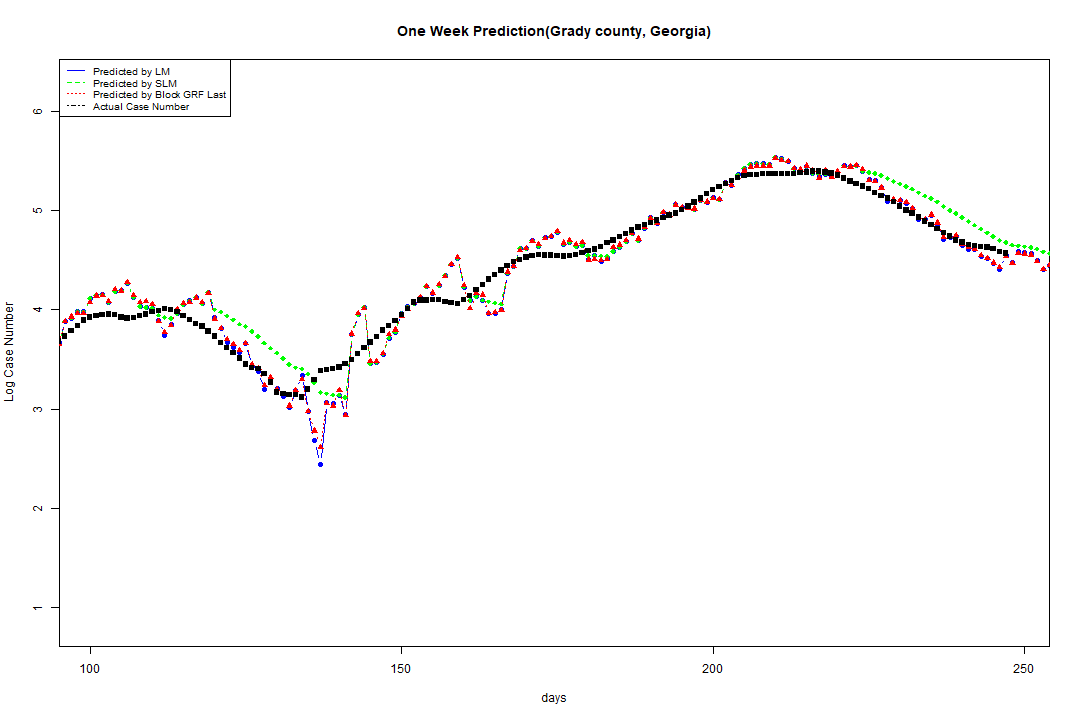 One Week Prediction(Grady county, Georgia)
Predicted by LM
Predicted by SLM
Predicted by Block GRF Last
Actual Case Number
6
5
4
3
2
1
Log Case Number
100
150
200
250
days